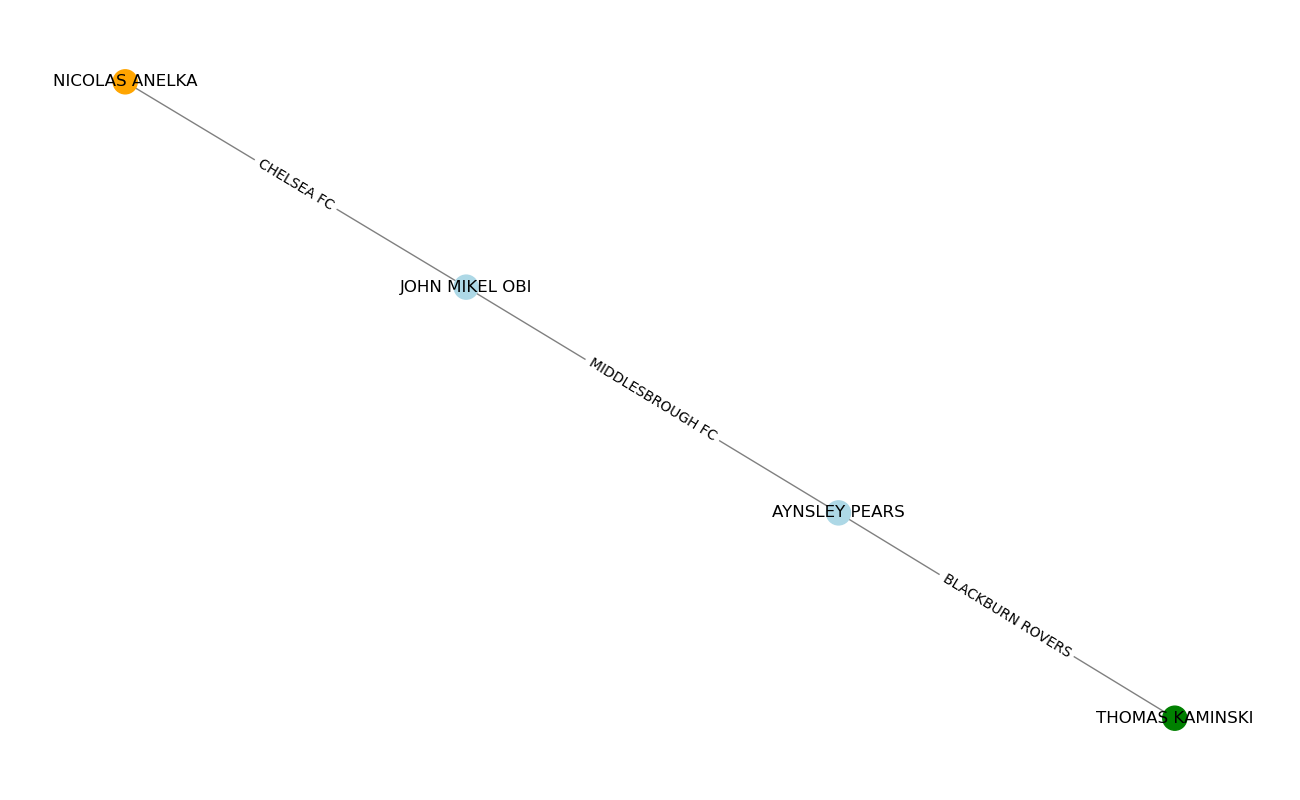 NICOLAS ANELKA
CHELSEA FC
JOHN MIKEL OBI
MIDDLESBROUGH FC
AYNSLEY PEARS
BLACKBURN ROVERS
THOMAS KAMINSKI